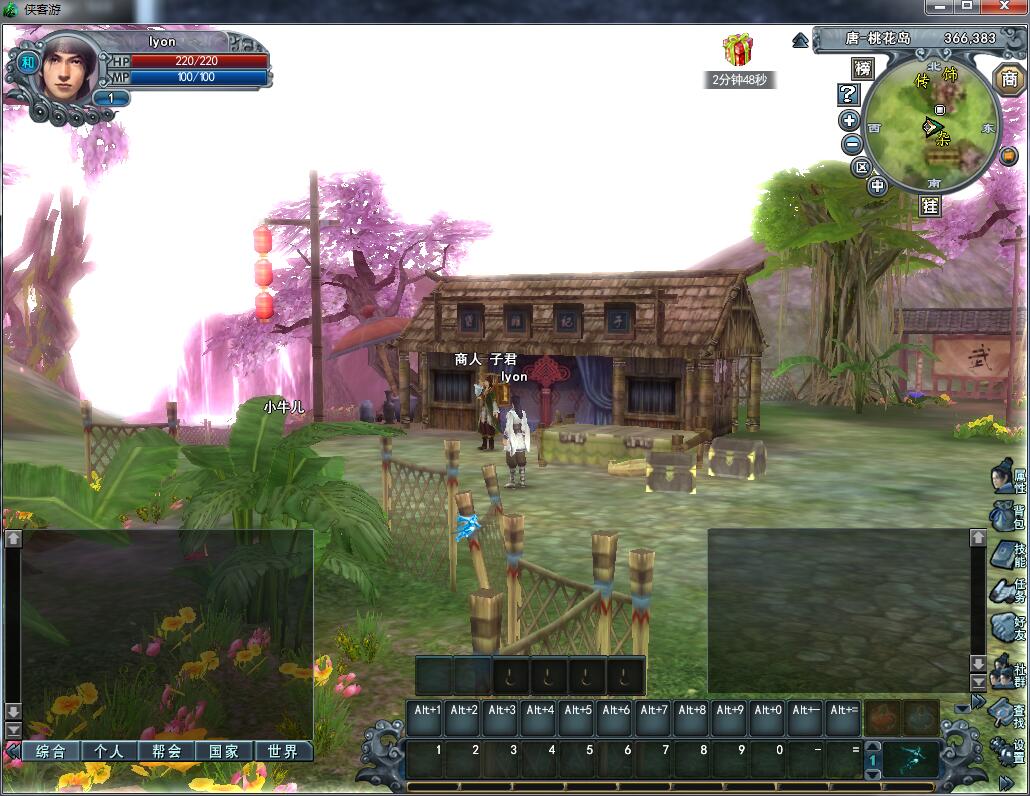 侠客游
lyon
和
HP
220/220
MP
100/100
1
2分钟48秒
唐-桃花岛
366,383
榜
北
商
传
饰
?
西
东
杂
区
中
南
挂
商人 子君
lyon
小牛儿
武
属性
背包
技能
任务
好友
社群
查找
设置
Alt+1
Alt+2
Alt+3
Alt+4
Alt+5
Alt+6
Alt+7
Alt+8
Alt+9
Alt+0
Alt+-
Alt+=
1
2
3
4
5
6
7
8
9
0
-
=
1
综合
个人
帮会
国家
世界